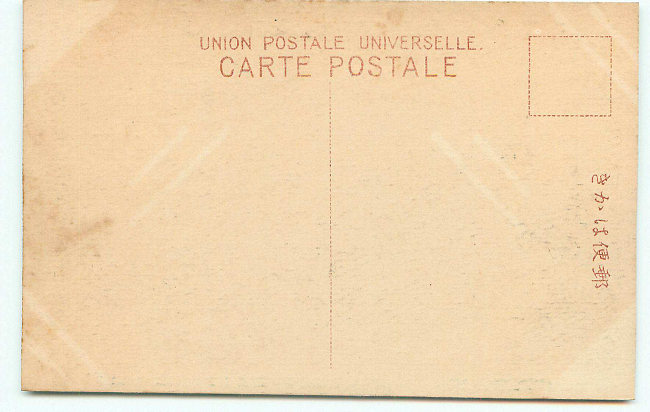 UNION POSTALE UNIVERSELLE.
CARTE POSTALE
郵便はかき